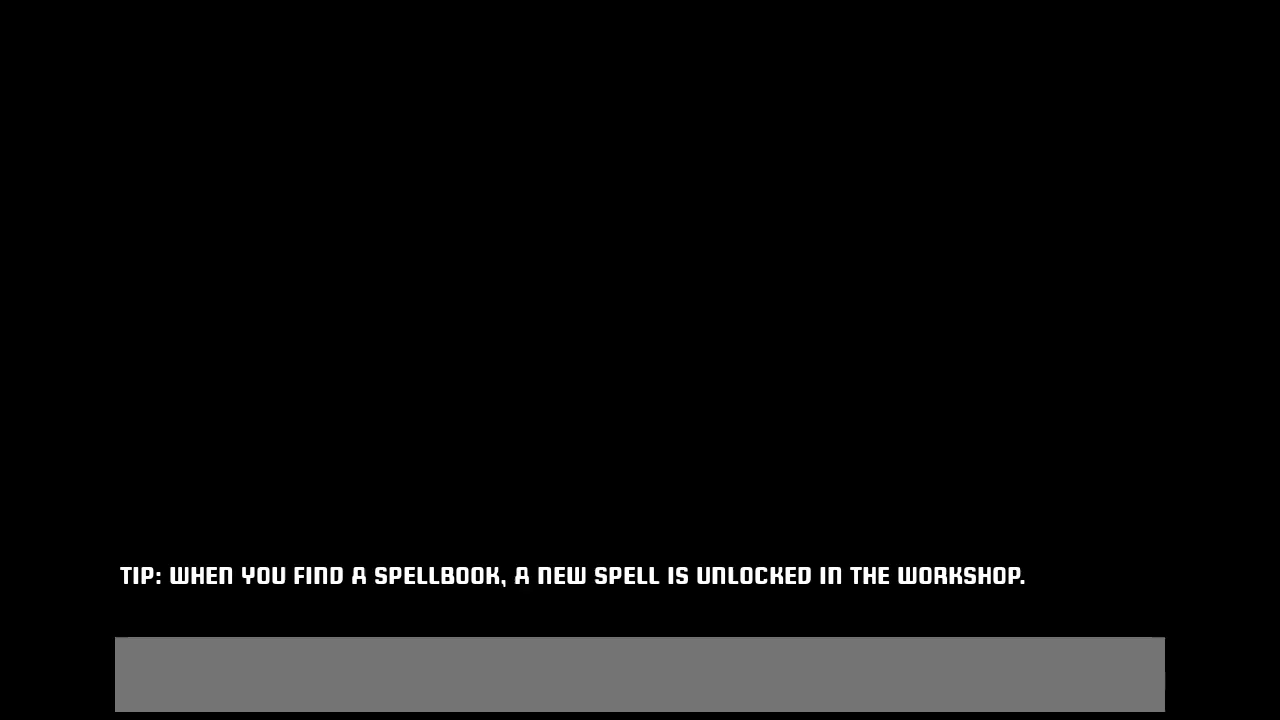 TIP: WHEN YOU FIND A SPELLBOOK, A NEW SPELL IS UNLOCKED IN THE WORKSHOP.